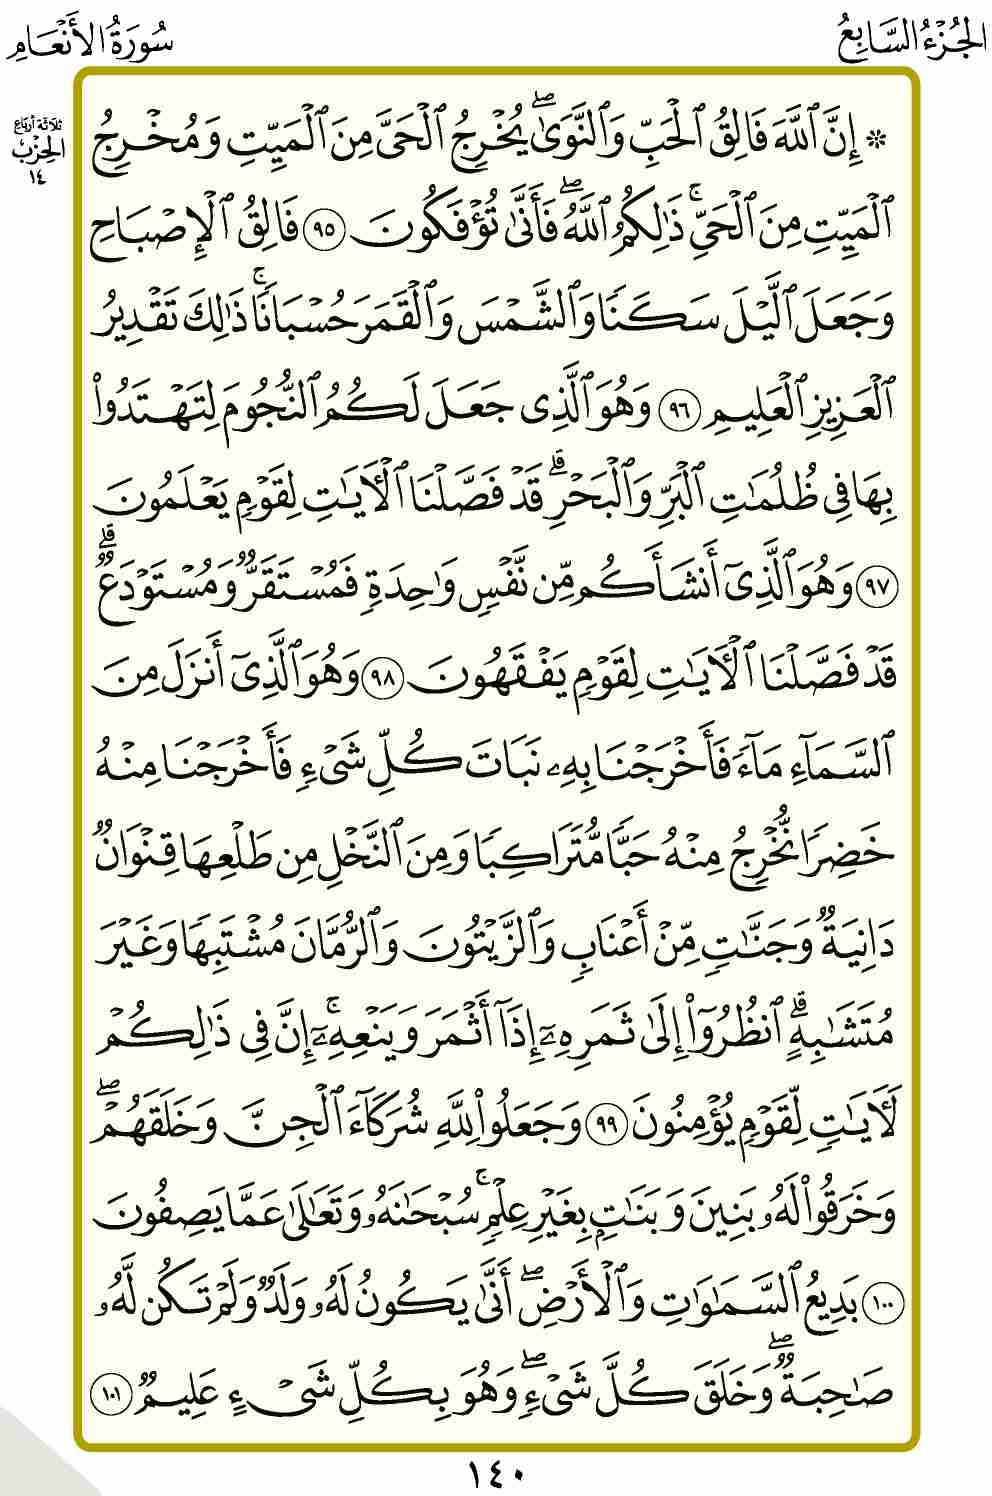 الجُزْءُ السَّابِعُ
سُورَةُ الأَنْعَامِ
ثلاثة أرباع
الحِزْب
١٤
۞ إِنَّ ٱللَّهَ فَالِقُ ٱلْحَبِّ وَٱلنَّوَىٰۖ يُخْرِجُ ٱلْحَىَّ مِنَ ٱلْمَيِّتِ وَمُخْرِجُ
ٱلْمَيِّتِ مِنَ ٱلْحَىِّۚ ذَٰلِكُمُ ٱللَّهُۖ فَأَنَّىٰ تُؤْفَكُونَ ٩٥ فَالِقُ ٱلْإِصْبَاحِ
وَجَعَلَ ٱلَّيْلَ سَكَنًا وَٱلشَّمْسَ وَٱلْقَمَرَ حُسْبَانًاۚ ذَٰلِكَ تَقْدِيرُ
ٱلْعَزِيزِ ٱلْعَلِيمِ ٩٦ وَهُوَ ٱلَّذِى جَعَلَ لَكُمُ ٱلنُّجُومَ لِتَهْتَدُوا۟
بِهَا فِى ظُلُمَٰتِ ٱلْبَرِّ وَٱلْبَحْرِۗ قَدْ فَصَّلْنَا ٱلْـَٔايَٰتِ لِقَوْمٍ يَعْلَمُونَ
٩٧ وَهُوَ ٱلَّذِىٓ أَنشَأَكُم مِّن نَّفْسٍ وَٰحِدَةٍ فَمُسْتَقَرٌّ وَمُسْتَوْدَعٌۗ
قَدْ فَصَّلْنَا ٱلْـَٔايَٰتِ لِقَوْمٍ يَفْقَهُونَ ٩٨ وَهُوَ ٱلَّذِىٓ أَنزَلَ مِنَ
ٱلسَّمَآءِ مَآءً فَأَخْرَجْنَا بِهِۦ نَبَاتَ كُلِّ شَىْءٍ فَأَخْرَجْنَا مِنْهُ
خَضِرًا نُّخْرِجُ مِنْهُ حَبًّا مُّتَرَاكِبًا وَمِنَ ٱلنَّخْلِ مِن طَلْعِهَا قِنْوَانٌ
دَانِيَةٌ وَجَنَّٰتٍ مِّنْ أَعْنَابٍ وَٱلزَّيْتُونَ وَٱلرُّمَّانَ مُشْتَبِهًا وَغَيْرَ
مُتَشَٰبِهٍۗ ٱنظُرُوٓا۟ إِلَىٰ ثَمَرِهِۦٓ إِذَآ أَثْمَرَ وَيَنْعِهِۦٓۚ إِنَّ فِى ذَٰلِكُمْ
لَـَٔايَٰتٍ لِّقَوْمٍ يُؤْمِنُونَ ٩٩ وَجَعَلُوا۟ لِلَّهِ شُرَكَآءَ ٱلْجِنَّ وَخَلَقَهُمْۖ
وَخَرَقُوا۟ لَهُۥ بَنِينَ وَبَنَٰتٍۭ بِغَيْرِ عِلْمٍۚ سُبْحَٰنَهُۥ وَتَعَٰلَىٰ عَمَّا يَصِفُونَ
١٠٠ بَدِيعُ ٱلسَّمَٰوَٰتِ وَٱلْأَرْضِۖ أَنَّىٰ يَكُونُ لَهُۥ وَلَدٌ وَلَمْ تَكُن لَّهُۥ
صَٰحِبَةٌۖ وَخَلَقَ كُلَّ شَىْءٍۖ وَهُوَ بِكُلِّ شَىْءٍ عَلِيمٌ ١٠١
١٤٠